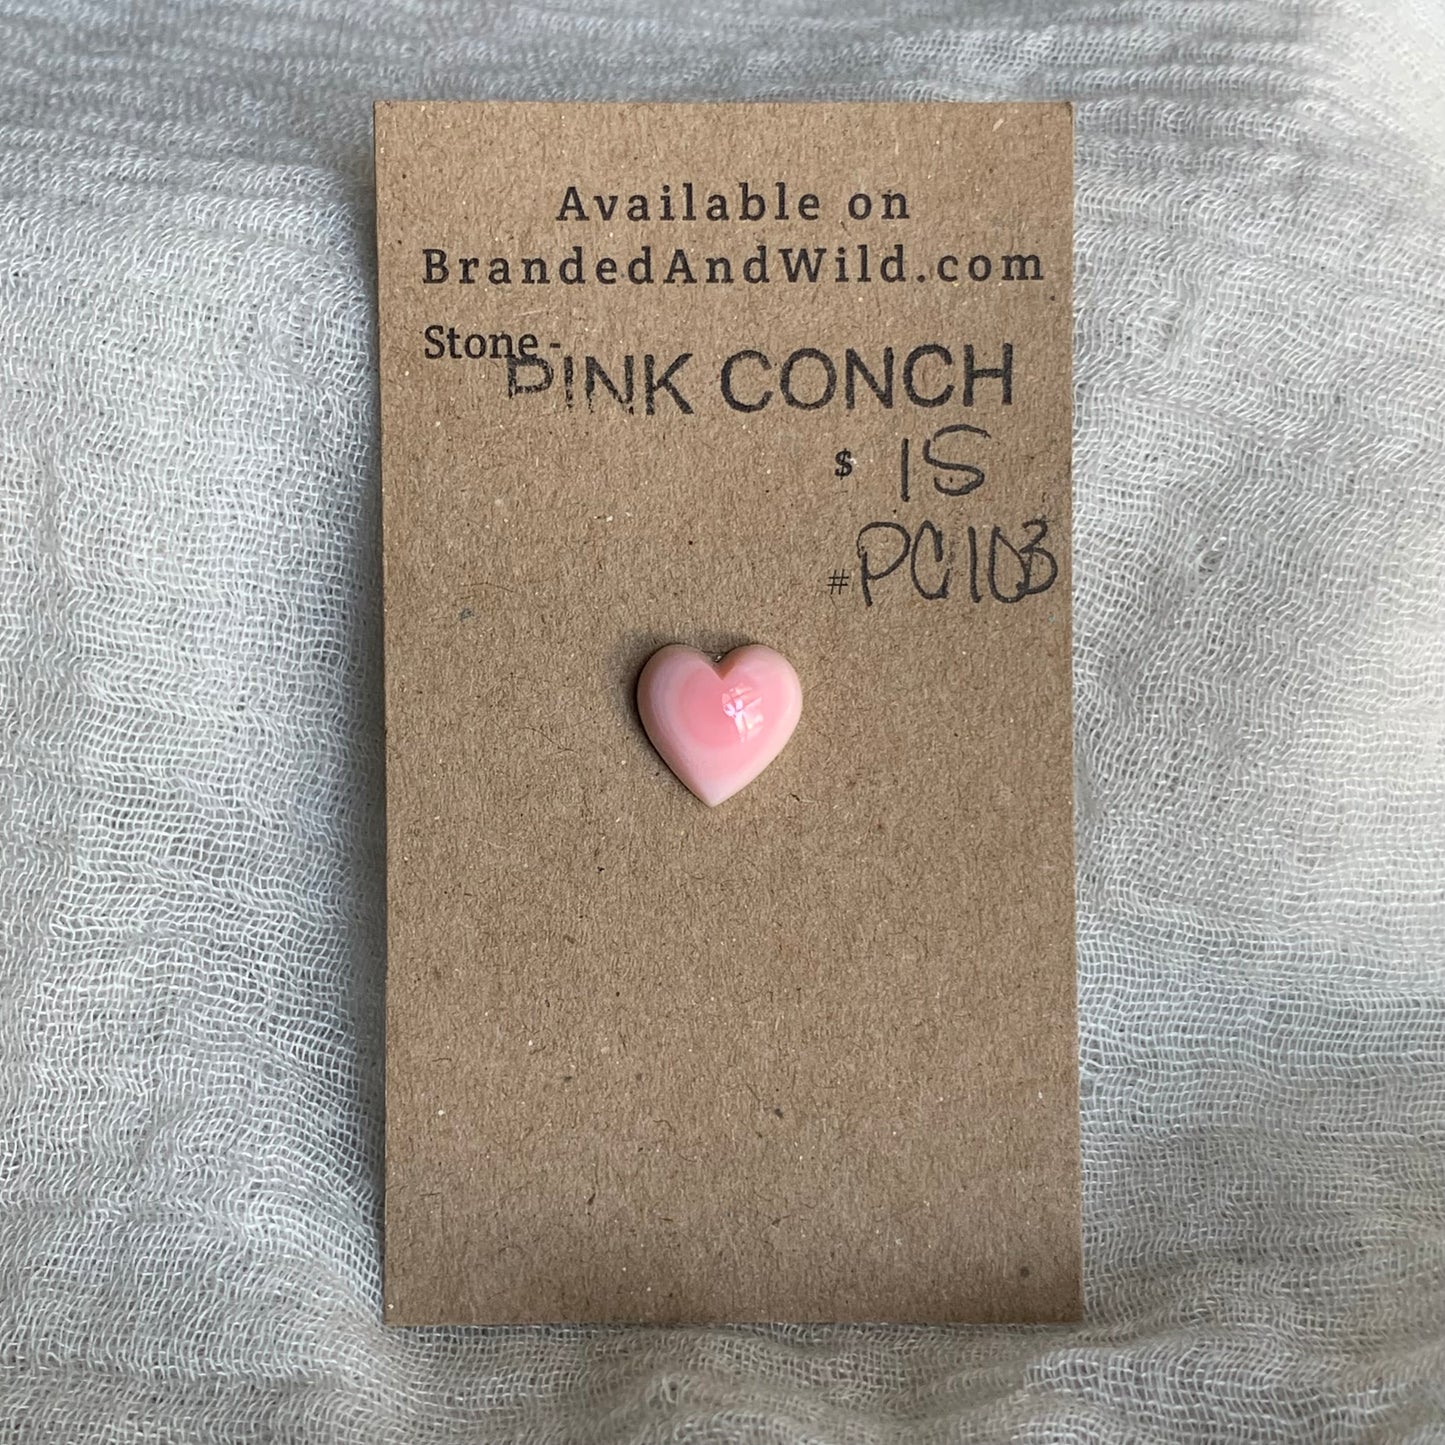 Available on
BrandedAndWild.com
Stone - PINK CONCH
$ 15
# PC103